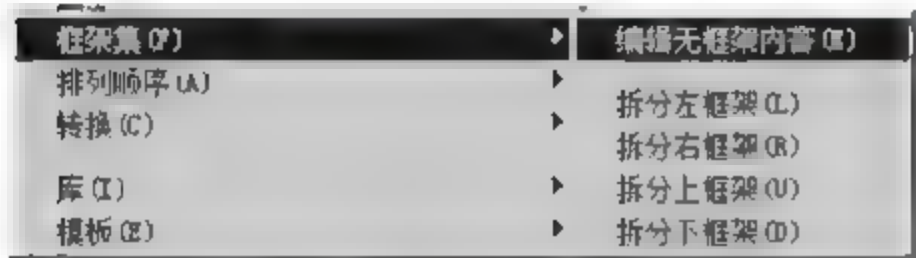 框架集(F)
排列顺序(A)
转换(C)
库(I)
模板(E)
编辑无框架内容(E)
拆分左框架(L)
拆分右框架(R)
拆分上框架(U)
拆分下框架(D)